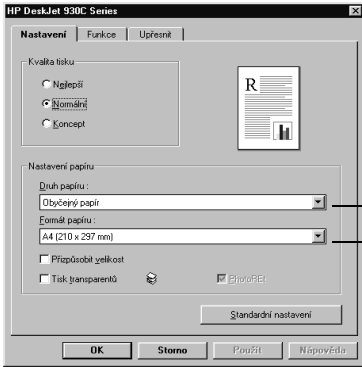 HP DeskJet 930C Series
Nastavení Funkce Upřesnit
Kvalita tisku
Nejlepší
Normální
Koncept
R
Nastavení papíru
Druh papíru :
Obyčejný papír
Formát papíru :
A4 (210 x 297 mm)
Přizpůsobit velikost
Tisk transparentů PhotoREt
Standardní nastavení
OK Storno Použít Nápověda